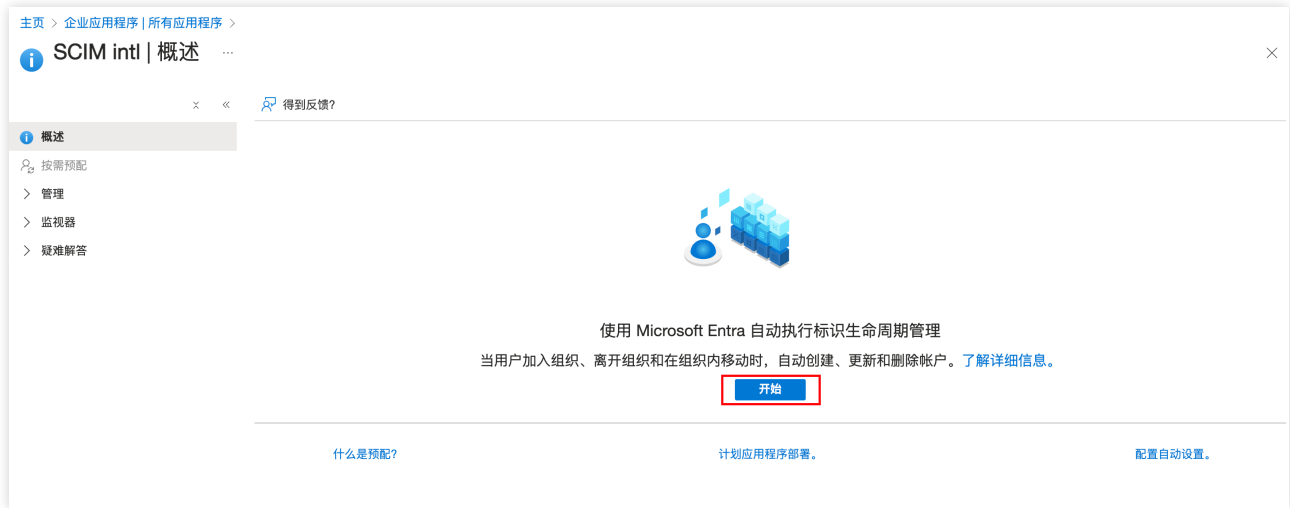 主页 > 企业应用程序 | 所有应用程序 >
SCIM intl | 概述 ...
得到反馈?
概述
按需预配
管理
监视器
疑难解答
使用 Microsoft Entra 自动执行标识生命周期管理
当用户加入组织、离开组织和在组织内移动时，自动创建、更新和删除帐户。了解详细信息。
开始
什么是预配? 计划应用程序部署。 配置自动设置。